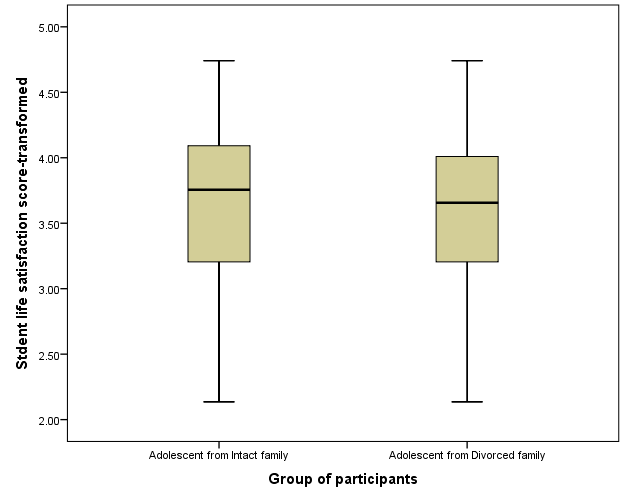 Stdent life satisfaction score-transformed
5.00
4.50
4.00
3.50
3.00
2.50
2.00
Adolescent from Intact family
Adolescent from Divorced family
Group of participants